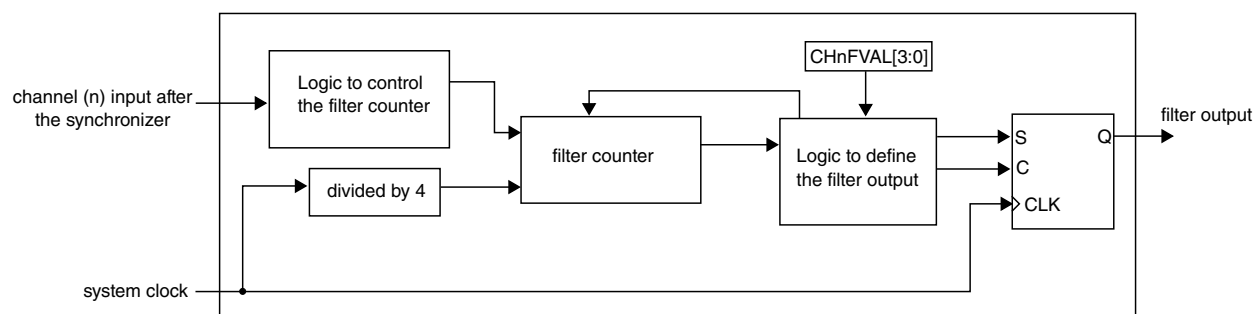 CHnFVAL[3:0]
Logic to control
the filter counter
channel (n) input after
the synchronizer
filter output
S
Q
filter counter
Logic to define
the filter output
C
divided by 4
CLK
system clock